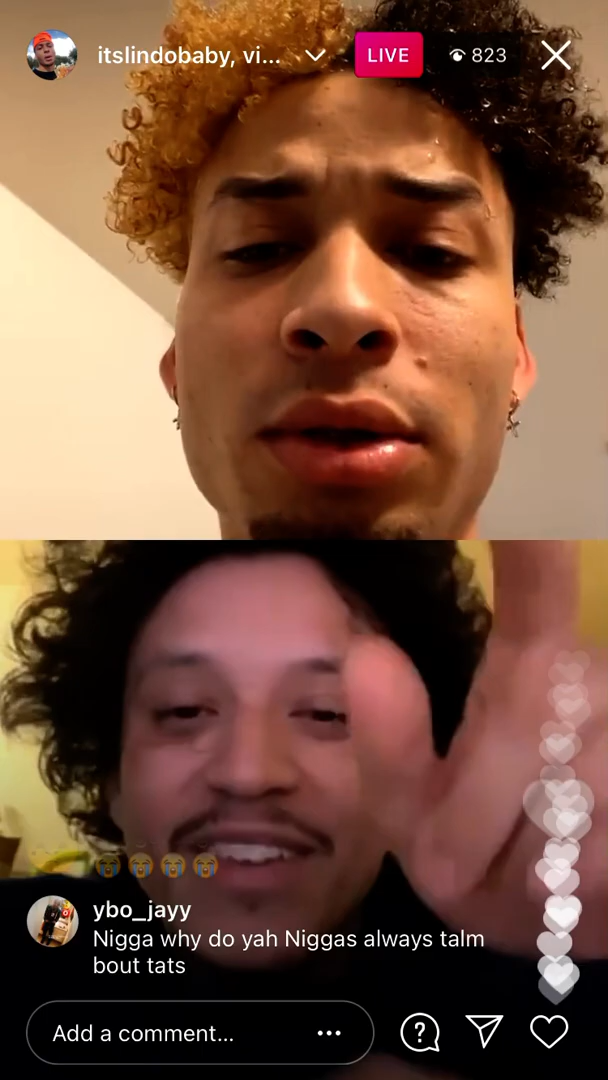 itslindobaby, vi...
LIVE
823
😭😭😭😭
ybo_jayy
Nigga why do yah Niggas always talm
bout tats
Add a comment...